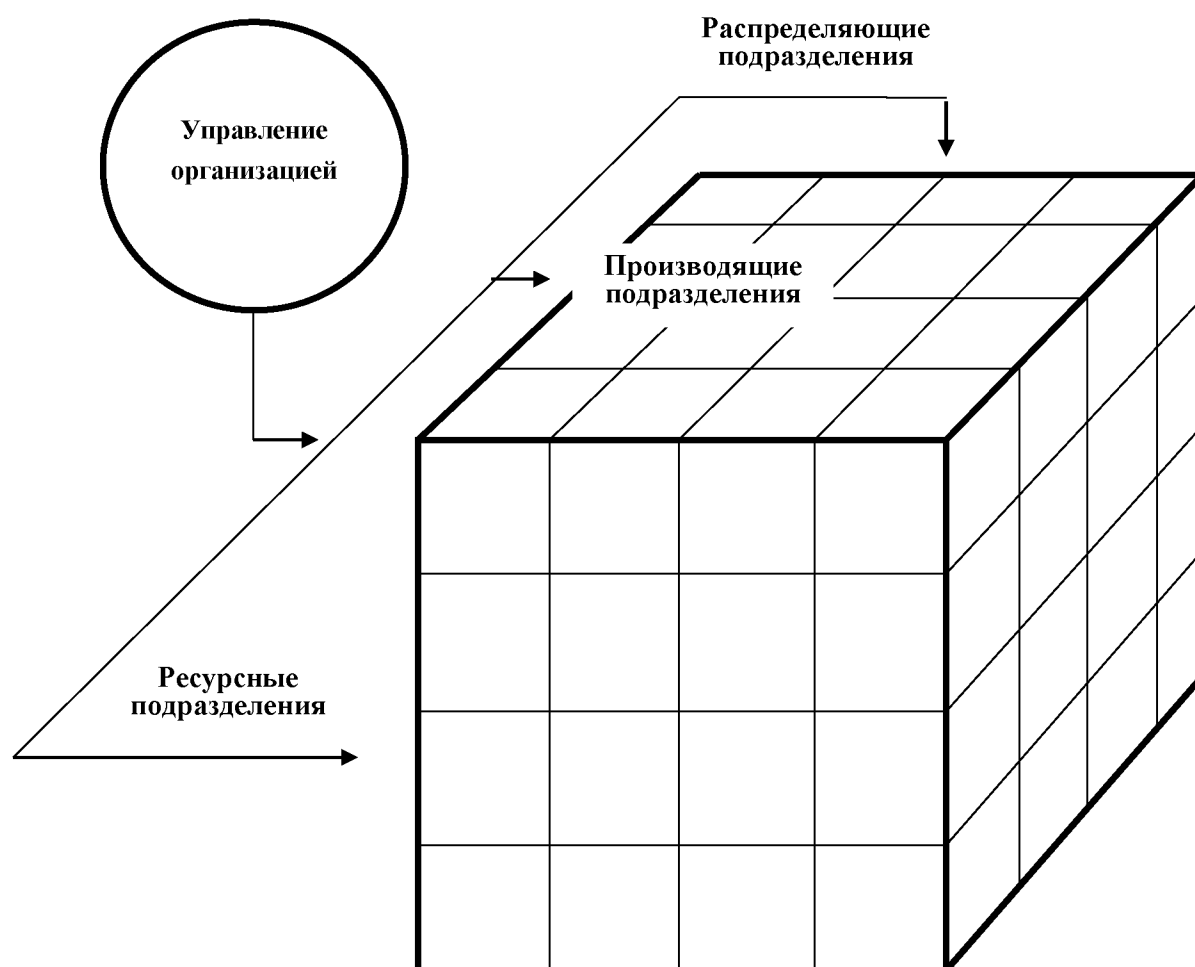 Распределяющие
подразделения
Управление
организацией
Производящие
подразделения
Ресурсные
подразделения